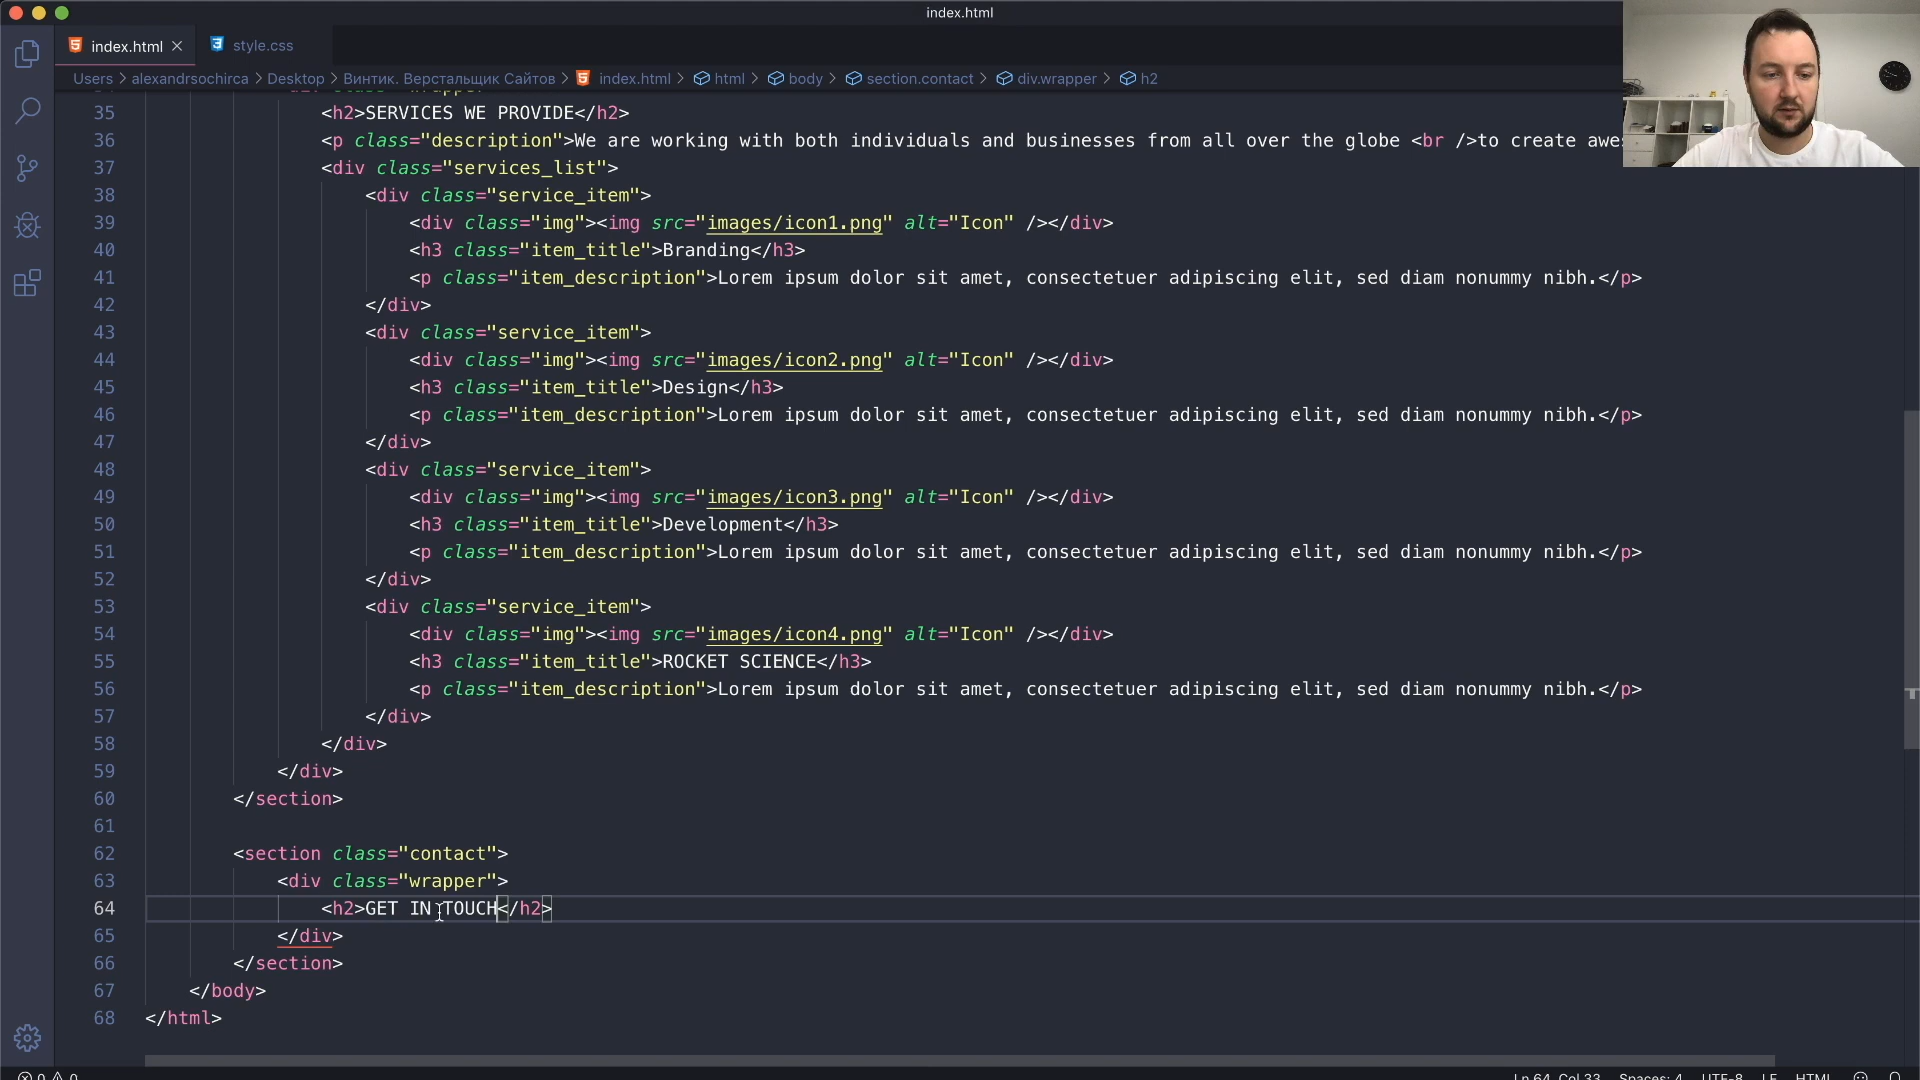 index.html
index.html
style.css
Users > alexandrsochirca > Desktop > Винтик. Верстальщик Сайтов > index.html > html > body > section.contact > div.wrapper > h2
35 <h2>SERVICES WE PROVIDE</h2>
36 <p class="description">We are working with both individuals and businesses from all over the globe <br />to create awes
37 <div class="services_list">
38 <div class="service_item">
39 <div class="img"><img src="images/icon1.png" alt="Icon" /></div>
40 <h3 class="item_title">Branding</h3>
41 <p class="item_description">Lorem ipsum dolor sit amet, consectetuer adipiscing elit, sed diam nonummy nibh.</p>
42 </div>
43 <div class="service_item">
44 <div class="img"><img src="images/icon2.png" alt="Icon" /></div>
45 <h3 class="item_title">Design</h3>
46 <p class="item_description">Lorem ipsum dolor sit amet, consectetuer adipiscing elit, sed diam nonummy nibh.</p>
47 </div>
48 <div class="service_item">
49 <div class="img"><img src="images/icon3.png" alt="Icon" /></div>
50 <h3 class="item_title">Development</h3>
51 <p class="item_description">Lorem ipsum dolor sit amet, consectetuer adipiscing elit, sed diam nonummy nibh.</p>
52 </div>
53 <div class="service_item">
54 <div class="img"><img src="images/icon4.png" alt="Icon" /></div>
55 <h3 class="item_title">ROCKET SCIENCE</h3>
56 <p class="item_description">Lorem ipsum dolor sit amet, consectetuer adipiscing elit, sed diam nonummy nibh.</p>
57 </div>
58 </div>
59 </div>
60 </section>
61
62 <section class="contact">
63 <div class="wrapper">
64 <h2>GET IN TOUCH</h2>
65 </div>
66 </section>
67 </body>
68 </html>
0 0 Ln 64, Col 33 Spaces: 4 UTF-8 LF HTML